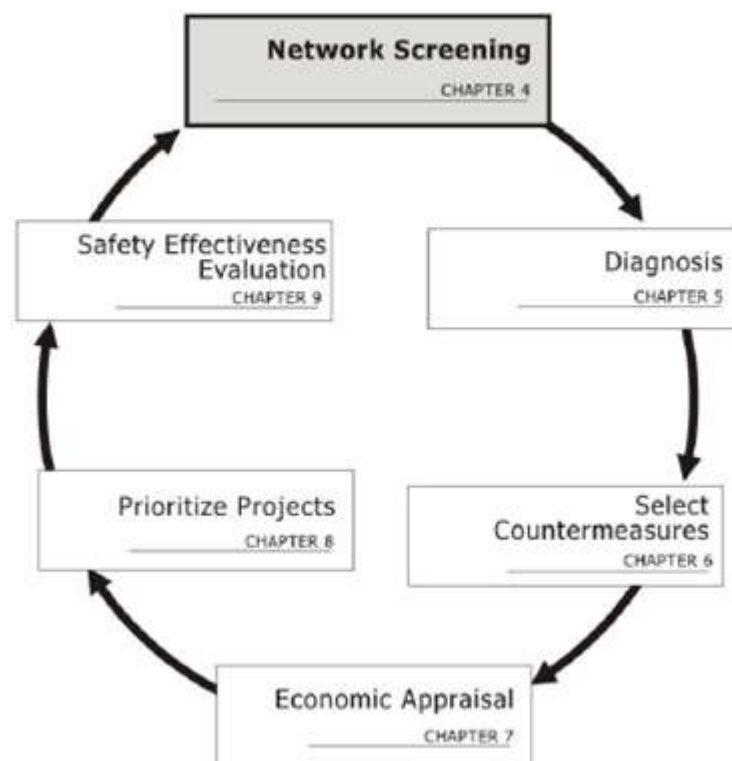 Network Screening
CHAPTER 4
Diagnosis
CHAPTER 5
Select
Countermeasures
CHAPTER 6
Economic Appraisal
CHAPTER 7
Prioritize Projects
CHAPTER 8
Safety Effectiveness
Evaluation
CHAPTER 9